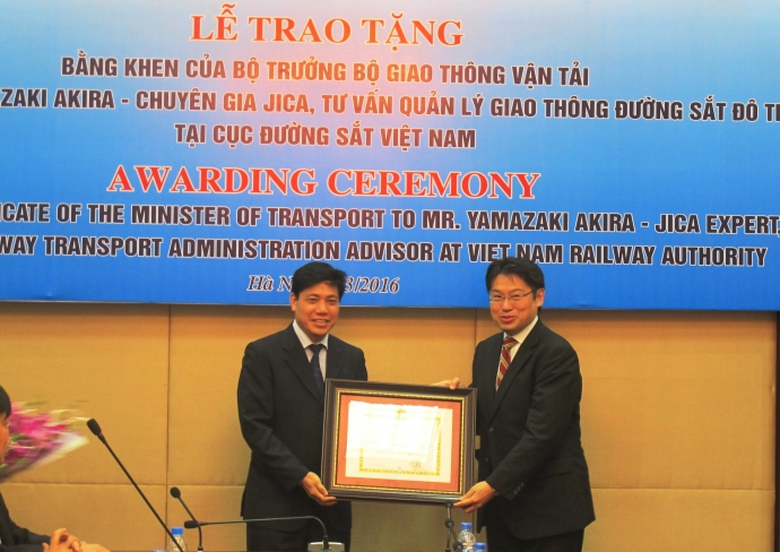 LỄ TRAO TẶNG
BẰNG KHEN CỦA BỘ TRƯỞNG BỘ GIAO THÔNG VẬN TẢI
ZAKI AKIRA - CHUYÊN GIA JICA, TƯ VẤN QUẢN LÝ GIAO THÔNG ĐƯỜNG SẮT ĐÔ
TẠI CỤC ĐƯỜNG SẮT VIỆT NAM
AWARDING CEREMONY
ICATE OF THE MINISTER OF TRANSPORT TO MR. YAMAZAKI AKIRA - JICA EXPERT,
WAY TRANSPORT ADMINISTRATION ADVISOR AT VIET NAM RAILWAY AUTHORITY
Hà 3/2016